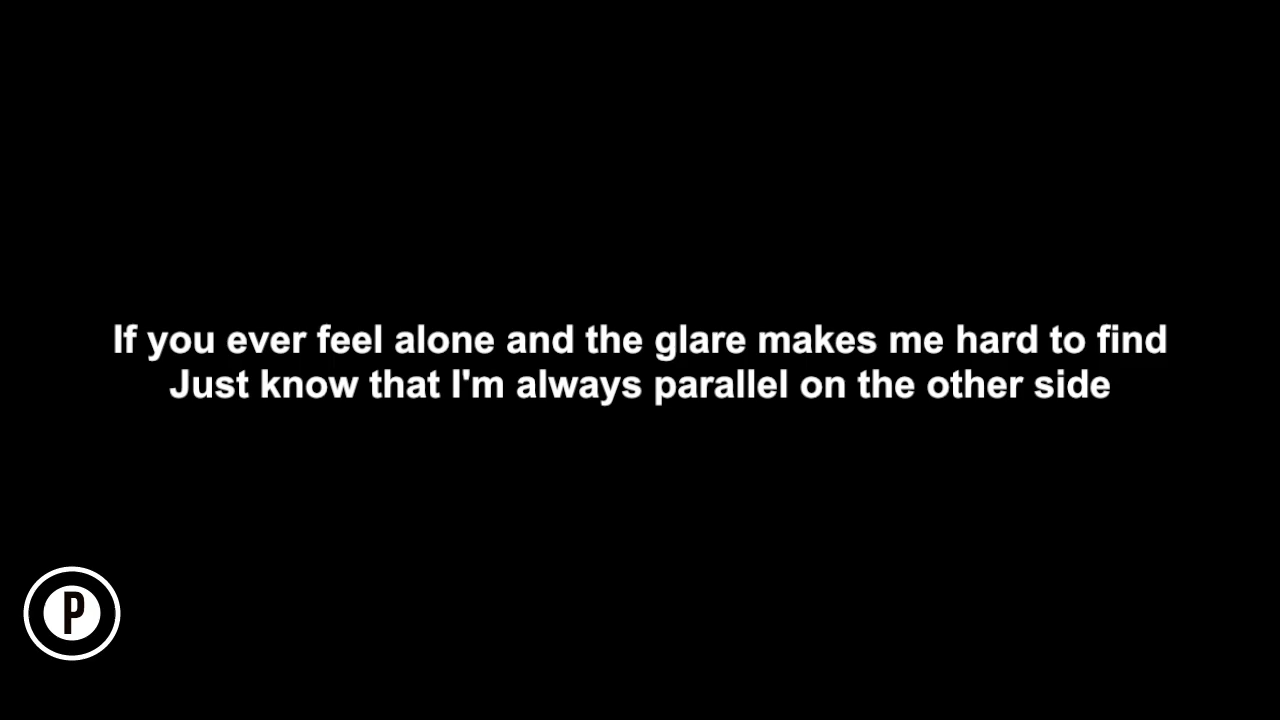 If you ever feel alone and the glare makes me hard to find
Just know that I'm always parallel on the other side
P